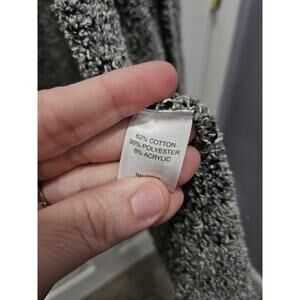 62% COTTON
30% POLYESTER
8% ACRYLIC